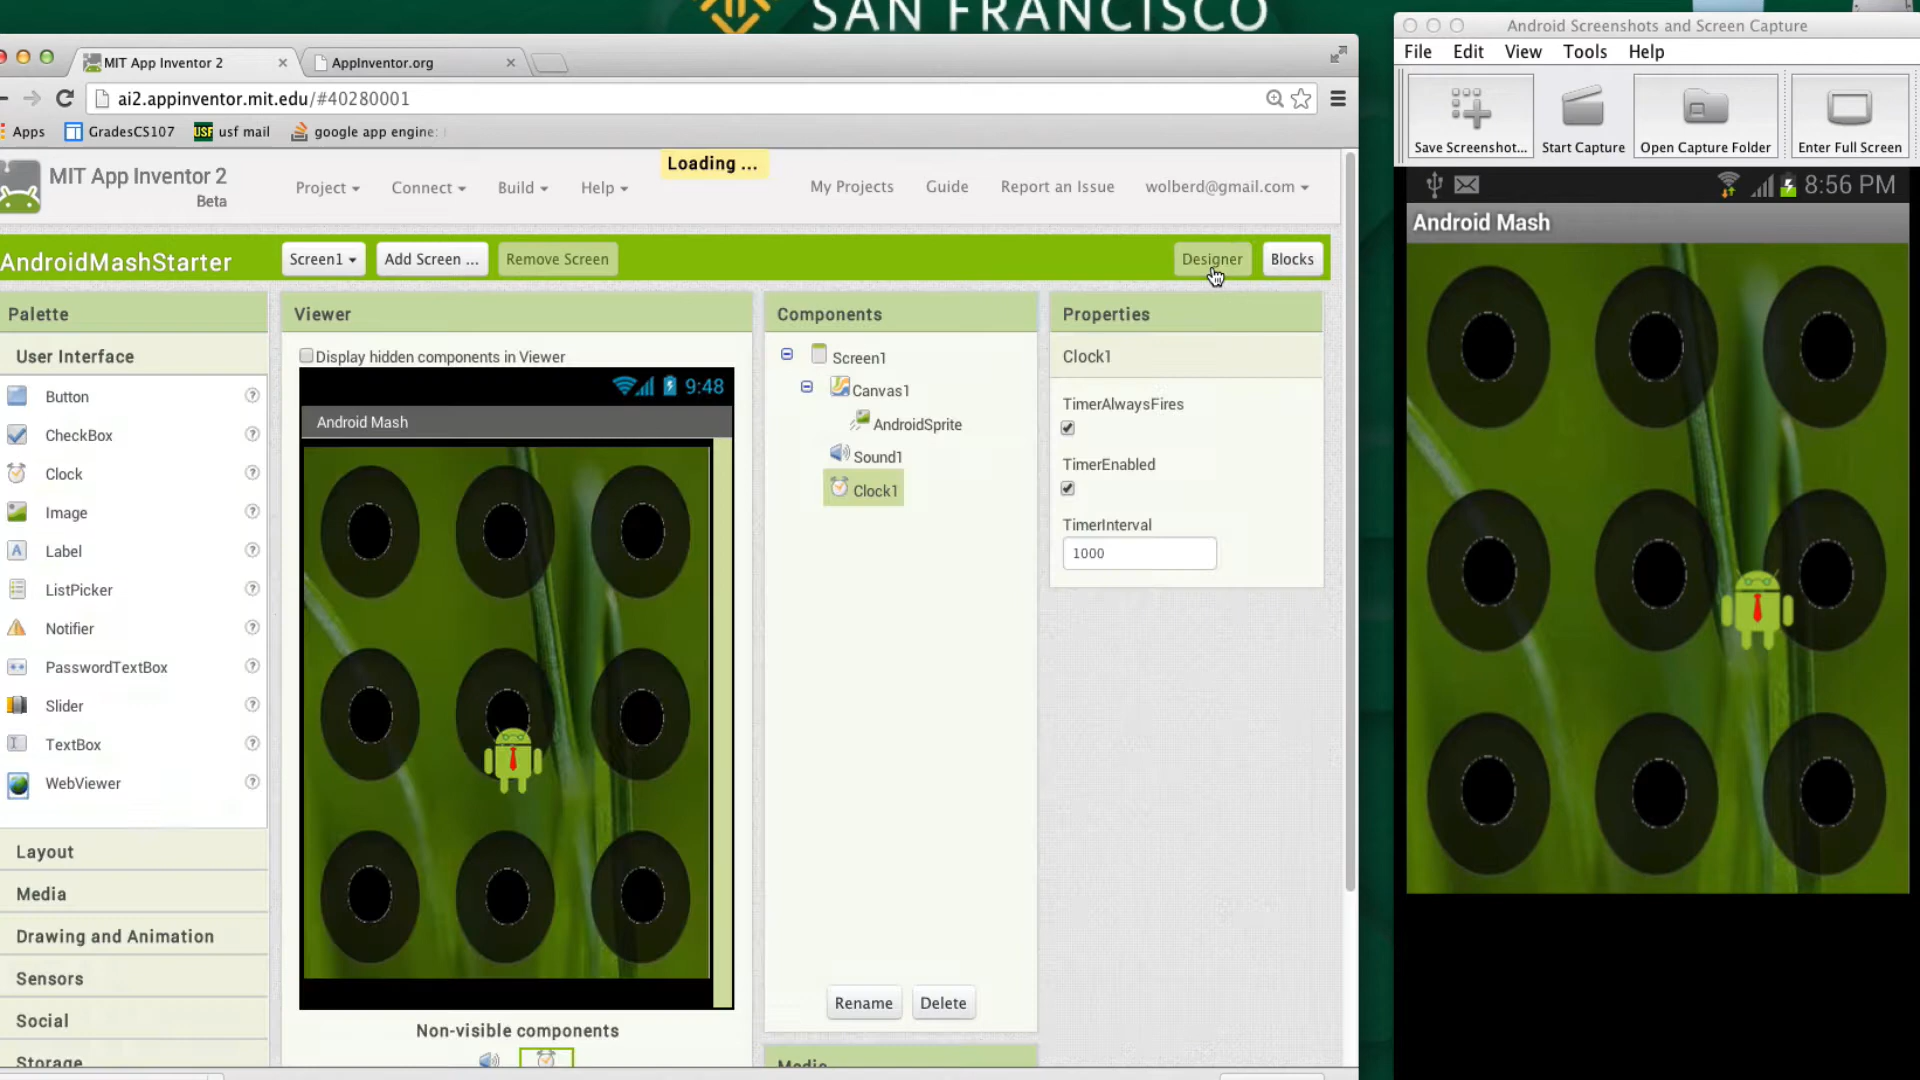 SAN FRANCISCO
MIT App Inventor 2
AppInventor.org
ai2.appinventor.mit.edu/#40280001
Apps
GradesCS107
USF usf mail
google app engine:
MIT App Inventor 2
Beta
Project
Connect
Build
Help
Loading ...
My Projects
Guide
Report an Issue
wolberd@gmail.com
AndroidMashStarter
Screen1
Add Screen ...
Remove Screen
Designer
Blocks
Palette
User Interface
Button
CheckBox
Clock
Image
Label
ListPicker
Notifier
PasswordTextBox
Slider
TextBox
WebViewer
Layout
Media
Drawing and Animation
Sensors
Social
Storage
Viewer
Display hidden components in Viewer
9:48
Android Mash
Non-visible components
Components
Screen1
Canvas1
AndroidSprite
Sound1
Clock1
Rename
Delete
Media
Properties
Clock1
TimerAlwaysFires
TimerEnabled
TimerInterval
1000
Android Screenshots and Screen Capture
File Edit View Tools Help
Save Screenshot...
Start Capture
Open Capture Folder
Enter Full Screen
8:56 PM
Android Mash